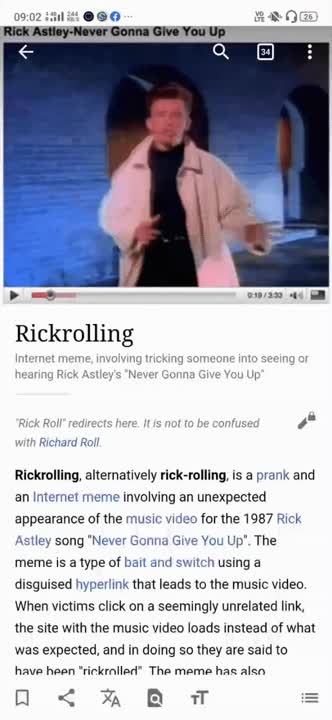 09:02
26
Rick Astley-Never Gonna Give You Up
34
0:19 / 3:33
Rickrolling
Internet meme, involving tricking someone into seeing or
hearing Rick Astley's "Never Gonna Give You Up"
"Rick Roll" redirects here. It is not to be confused
with Richard Roll.
Rickrolling, alternatively rick-rolling, is a prank and
an Internet meme involving an unexpected
appearance of the music video for the 1987 Rick
Astley song "Never Gonna Give You Up". The
meme is a type of bait and switch using a
disguised hyperlink that leads to the music video.
When victims click on a seemingly unrelated link,
the site with the music video loads instead of what
was expected, and in doing so they are said to
have been "rickrolled". The meme has also